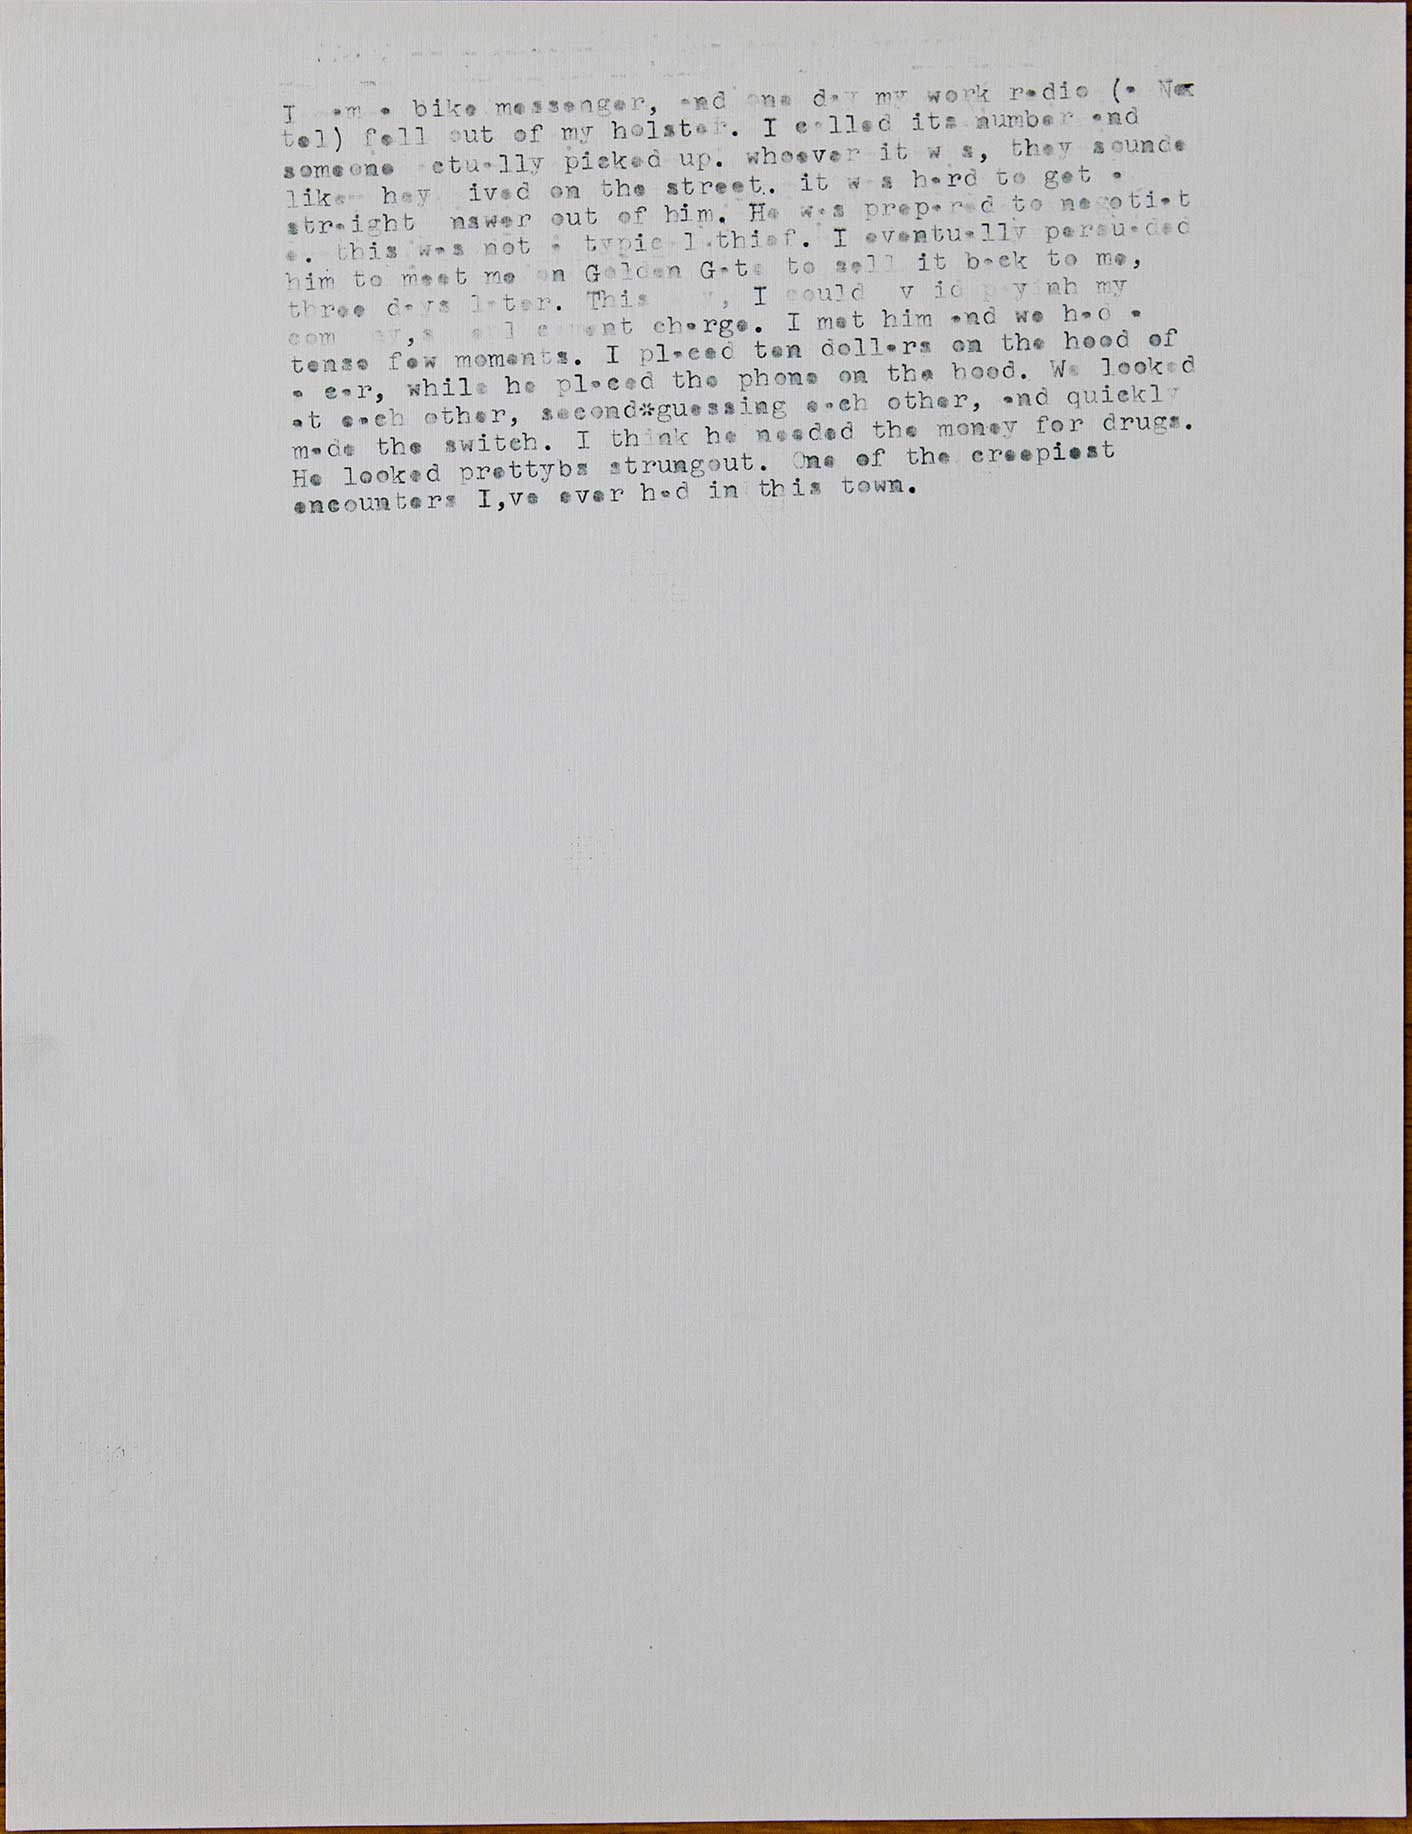 I am a bike messenger, and one day my work radio (a Nex
tel) fell out of my holster. I called its number and
someone actually picked up. whoever it was, they sounde
like they lived on the street.. it was hard to get a
straight naswer out of him. He was prepared to negotiat
e. this was not a typical.thief. I eventually persuaded
him to meet me on Golden Gate to sell it back to me,
three days later. This I could avoid payinh my
charge. I met him and we had a
tense few moments. I placed ten dollars on the hood of
a car, while he placed the phone on the hood. We looked
at each other, second*guessing each other, and quickly
made the switch. I think he needed the money for drugs.
He looked prettybs strungout. One of the creepiest
encounters I,ve ever had in this town.